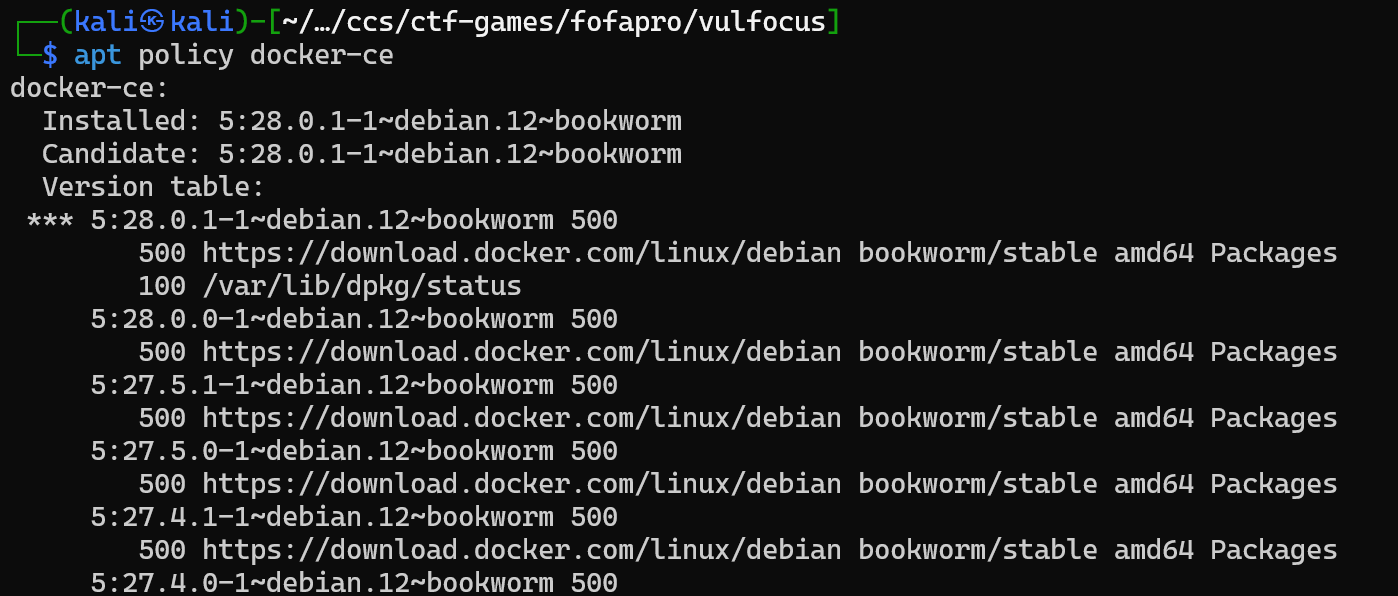 ┌──(kali㉿kali)-[~/…/ccs/ctf-games/fofapro/vulfocus]
└─$ apt policy docker-ce
docker-ce:
  Installed: 5:28.0.1-1~debian.12~bookworm
  Candidate: 5:28.0.1-1~debian.12~bookworm
  Version table:
 *** 5:28.0.1-1~debian.12~bookworm 500
        500 https://download.docker.com/linux/debian bookworm/stable amd64 Packages
        100 /var/lib/dpkg/status
     5:28.0.0-1~debian.12~bookworm 500
        500 https://download.docker.com/linux/debian bookworm/stable amd64 Packages
     5:27.5.1-1~debian.12~bookworm 500
        500 https://download.docker.com/linux/debian bookworm/stable amd64 Packages
     5:27.5.0-1~debian.12~bookworm 500
        500 https://download.docker.com/linux/debian bookworm/stable amd64 Packages
     5:27.4.1-1~debian.12~bookworm 500
        500 https://download.docker.com/linux/debian bookworm/stable amd64 Packages
     5:27.4.0-1~debian.12~bookworm 500